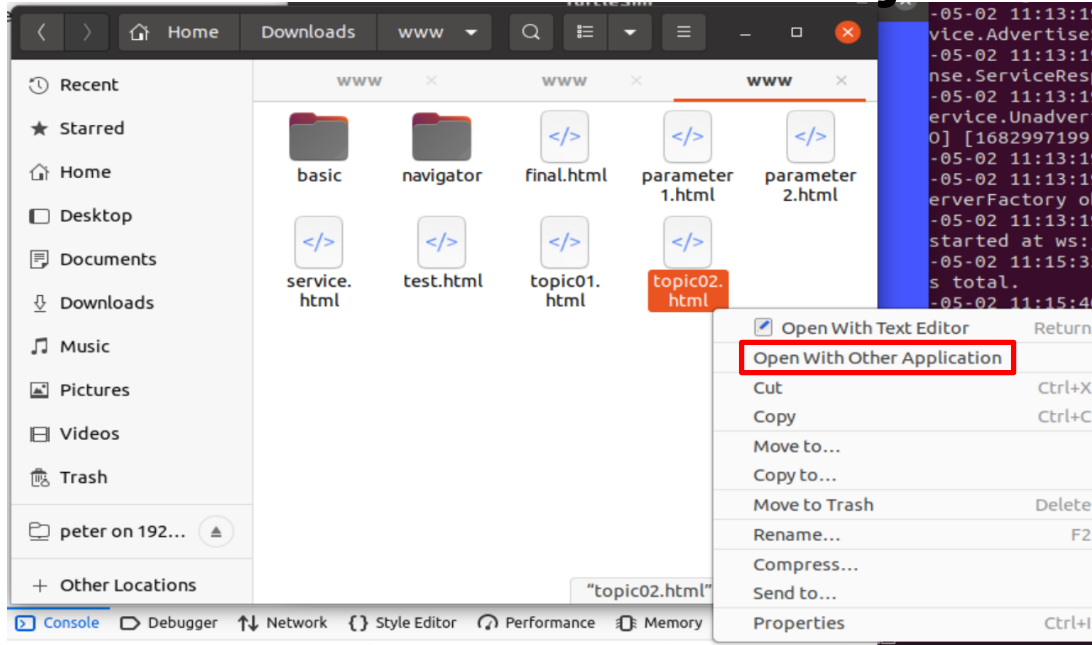 Home Downloads www
Recent
Starred
Home
Desktop
Documents
Downloads
Music
Pictures
Videos
Trash
peter on 192...
Other Locations
www www www
basic navigator final.html parameter1.html parameter2.html
service.html test.html topic01.html topic02.html
Open With Text Editor Return
Open With Other Application
Cut Ctrl+X
Copy Ctrl+C
Move to...
Copy to...
Move to Trash Delete
Rename... F2
Compress...
Send to...
Properties Ctrl+I
"topic02.html"
Console Debugger Network {} Style Editor Performance Memory
-05-02 11:13:1
vice.Advertise
-05-02 11:13:1
nse.ServiceResp
-05-02 11:13:1
ervice.Unadver
O] [1682997199
-05-02 11:13:1
-05-02 11:13:1
erverFactory o
-05-02 11:13:1
started at ws:
-05-02 11:15:3
s total.
-05-02 11:15:4